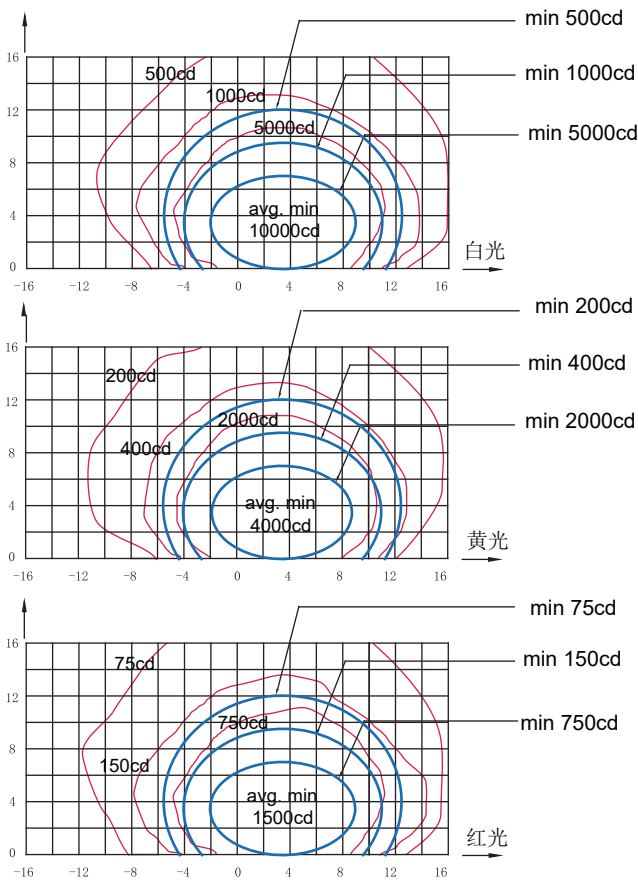 min 500cd
16
500cd
min 1000cd
1000cd
12
5000cd
min 5000cd
8
avg. min
10000cd
4
白光
0
-16 -12 -8 -4 0 4 8 12 16
min 200cd
16
200cd
min 400cd
12
2000cd
min 2000cd
400cd
8
avg. min
4000cd
4
黄光
0
-16 -12 -8 -4 0 4 8 12 16
min 75cd
16
75cd
min 150cd
12
750cd
min 750cd
8
150cd
avg. min
1500cd
4
红光
0
-16 -12 -8 -4 0 4 8 12 16